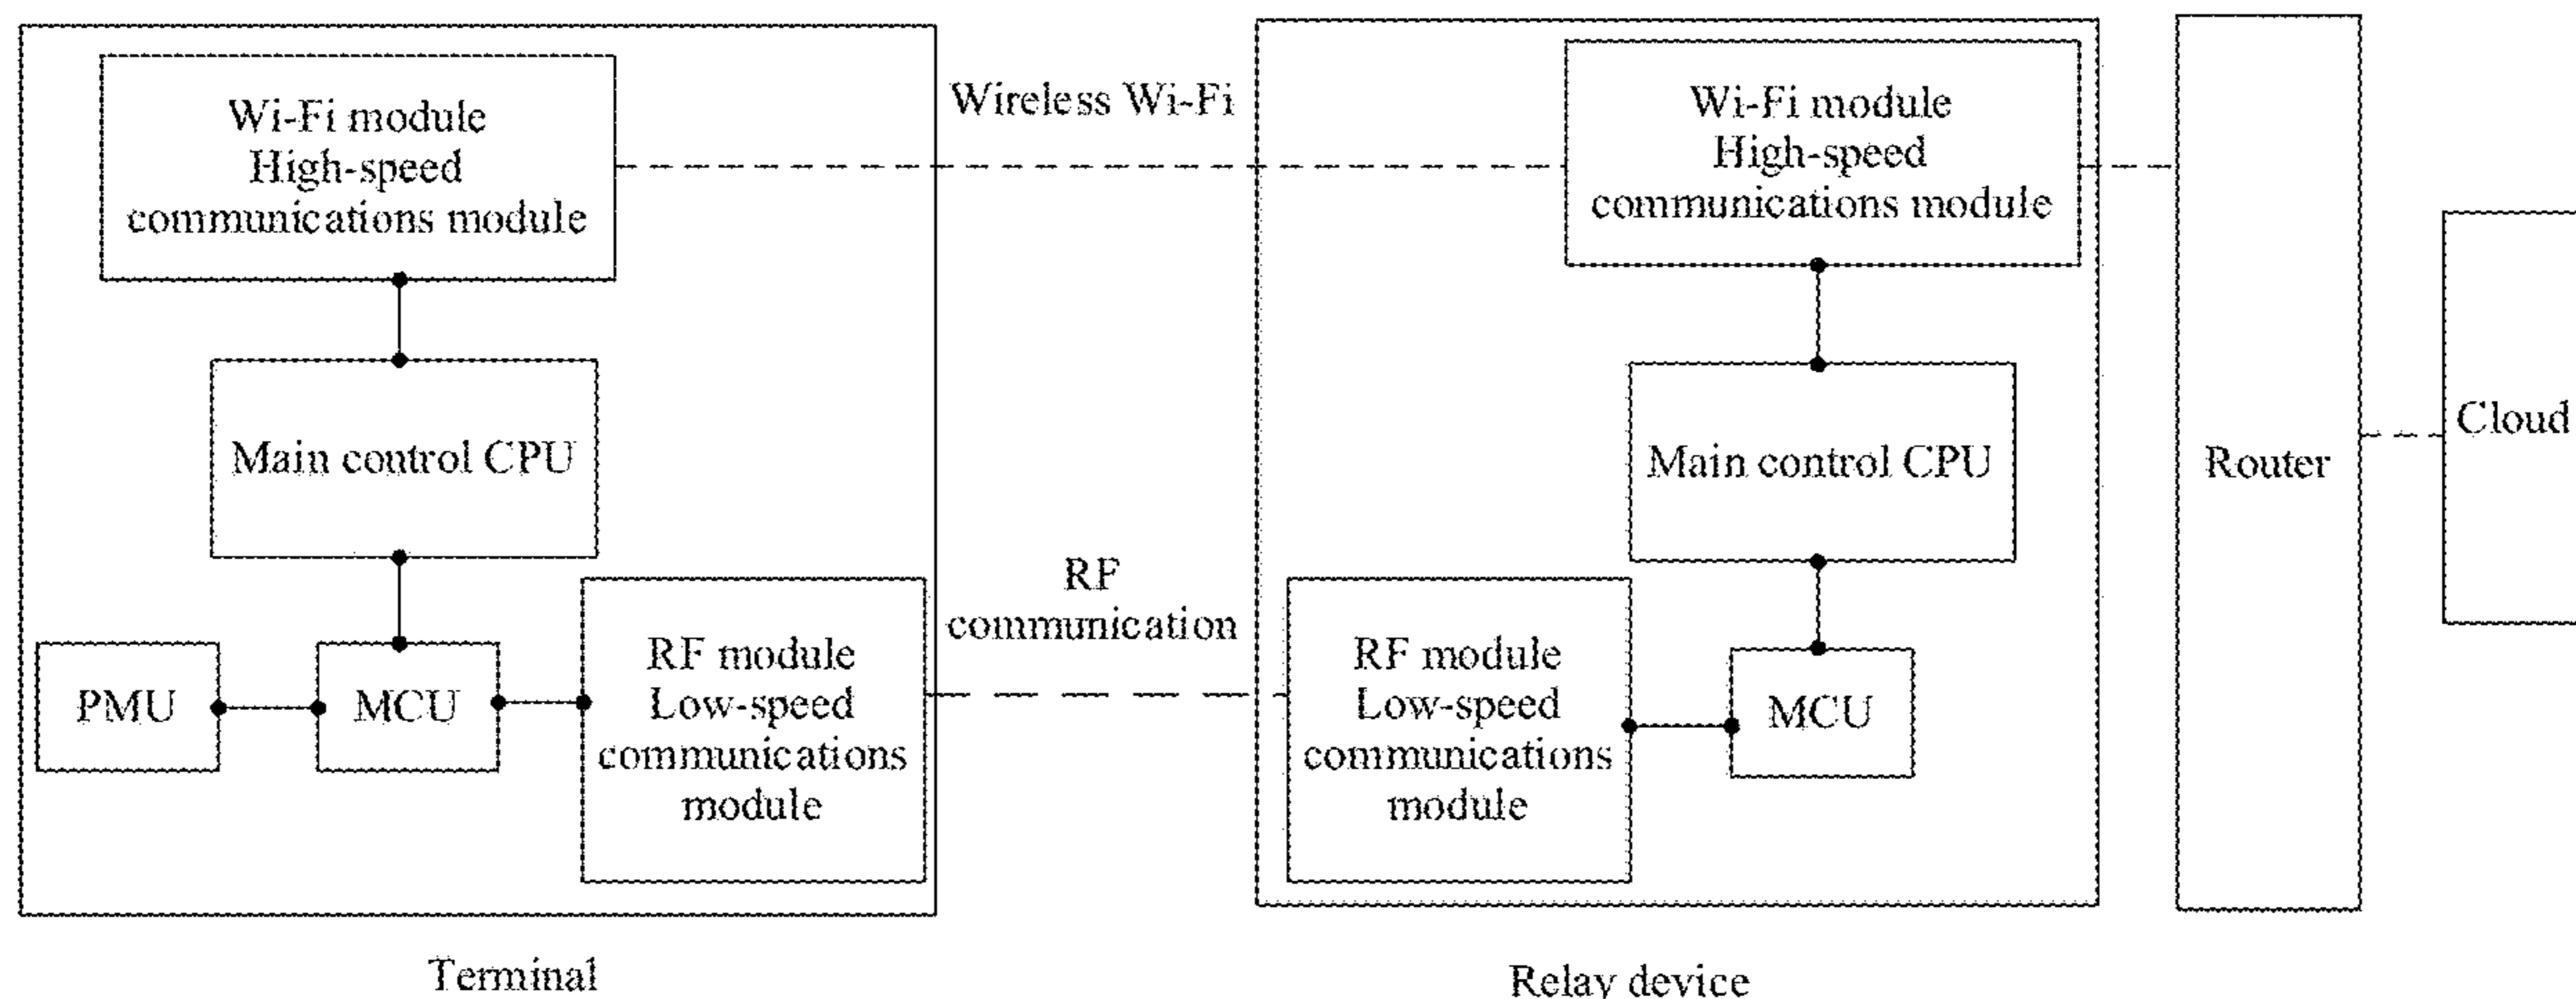 Wi-Fi module
High-speed
communications module
Wireless Wi-Fi
Wi-Fi module
High-speed
communications module
Main control CPU
Main control CPU
Router
Cloud
RF
communication
PMU
MCU
RF module
Low-speed
communications
module
RF module
Low-speed
communications
module
MCU
Terminal
Relay device